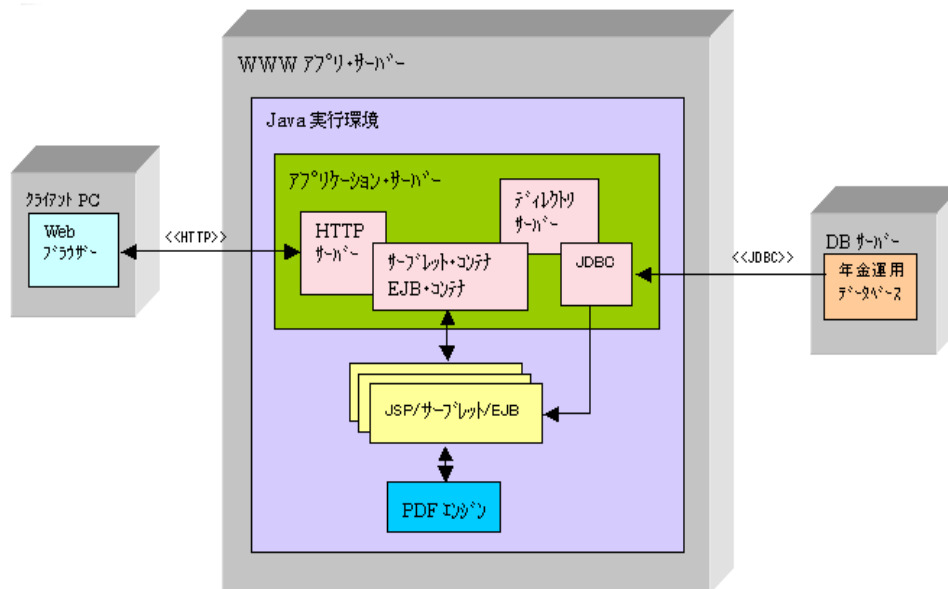 WWW ｱﾌﾟﾘ・ｻｰﾊﾞｰ
Java 実行環境
アプリケーション・サーバー
ｸﾗｲｱﾝﾄ PC
Web
ﾌﾞﾗｳｻﾞｰ
<<HTTP>>
HTTP
ｻｰﾊﾞｰ
ﾃﾞｨﾚｸﾄﾘ
ｻｰﾊﾞｰ
ｻｰﾌﾞﾚｯﾄ・ｺﾝﾃﾅ
EJB・ｺﾝﾃﾅ
JDBC
<<JDBC>>
DB ｻｰﾊﾞｰ
年金運用
ﾃﾞｰﾀﾍﾞｰｽ
JSP/ｻｰﾌﾞﾚｯﾄ/EJB
PDF ｴﾝｼﾞﾝ